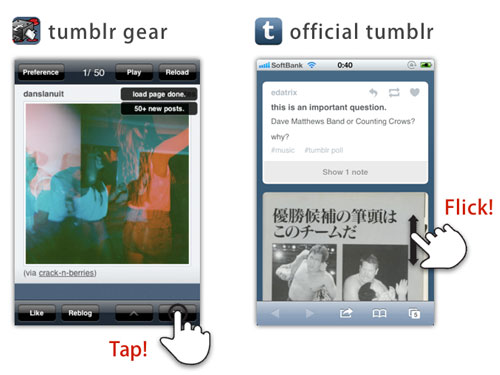 tumblr gear
Preference
1/ 50
Play
Reload
danslanuit
load page done.
50+ new posts.
(via crack-n-berries)
Like
Reblog
Tap!
t official tumblr
SoftBank
0:40
edatrix
this is an important question.
Dave Matthews Band or Counting Crows?
why?
#music #tumblr poll
Show 1 note
優勝候補の筆頭は
このチームだ
Flick!
5